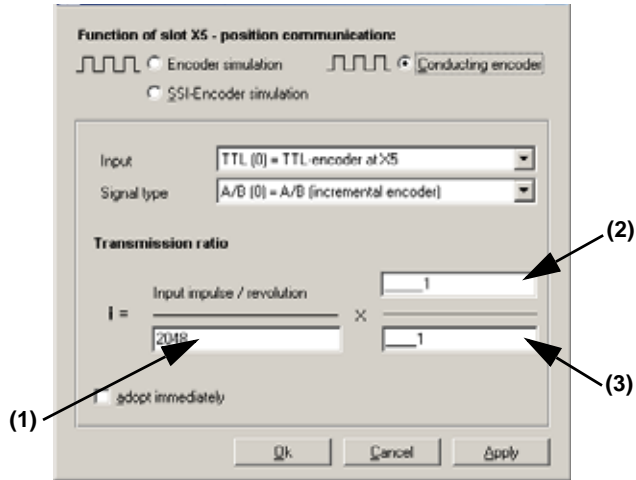 Function of slot X5 - position communication:
Encoder simulation
Conducting encoder
SSI-Encoder simulation
Input
TTL (0) = TTL-encoder at X5
Signal type
A/B (0) = A/B (incremental encoder)
Transmission ratio
(2)
_____1
Input impulse / revolution
i =
x
2048
____1
(3)
adopt immediately
(1)
Ok
Cancel
Apply